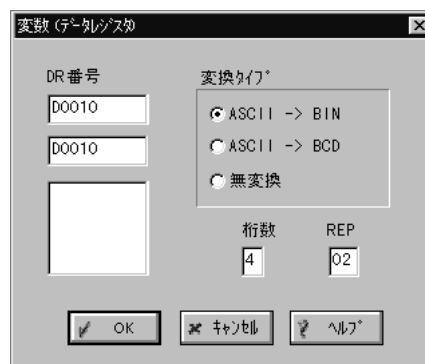 変数 (ﾃﾞｰﾀﾚｼﾞｽﾀ)
DR番号
D0010
D0010
変換ﾀｲﾌﾟ
ASCII -> BIN
ASCII -> BCD
無変換
桁数 REP
4 02
OK ｷｬﾝｾﾙ ﾍﾙﾌﾟ